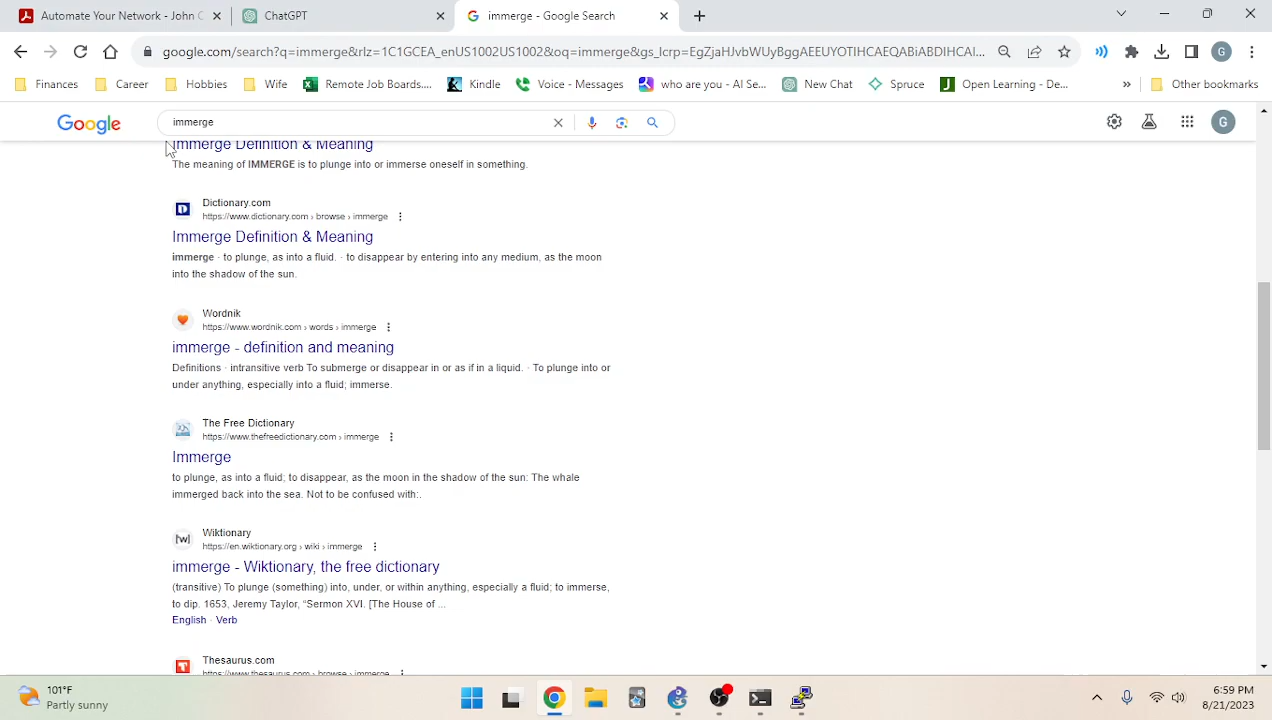 Automate Your Network - John C
ChatGPT
immerge - Google Search
google.com/search?q=immerge&rlz=1C1GCEA_enUS1002US1002&oq=immerge&gs_lcrp=EgZjaHJvbWUyBggAEEUYOTIHCAEQABiABDIHCAI...
Finances
Career
Hobbies
Wife
Remote Job Boards....
Kindle
Voice - Messages
who are you - AI Se...
New Chat
Spruce
Open Learning - De...
»
Other bookmarks
Google
immerge
G
Immerge Definition & Meaning
The meaning of IMMERGE is to plunge into or immerse oneself in something.
Dictionary.com
https://www.dictionary.com › browse › immerge
Immerge Definition & Meaning
immerge · to plunge, as into a fluid. · to disappear by entering into any medium, as the moon
into the shadow of the sun.
Wordnik
https://www.wordnik.com › words › immerge
immerge - definition and meaning
Definitions · intransitive verb To submerge or disappear in or as if in a liquid. · To plunge into or
under anything, especially into a fluid; immerse.
The Free Dictionary
https://www.thefreedictionary.com › immerge
Immerge
to plunge, as into a fluid; to disappear, as the moon in the shadow of the sun: The whale
immerged back into the sea. Not to be confused with:.
Wiktionary
https://en.wiktionary.org › wiki › immerge
immerge - Wiktionary, the free dictionary
(transitive) To plunge (something) into, under, or within anything, especially a fluid; to immerse,
to dip. 1653, Jeremy Taylor, “Sermon XVI. [The House of ...
English · Verb
Thesaurus.com
https://www.thesaurus.com › browse › immerge
101°F
Partly sunny
6:59 PM
8/21/2023